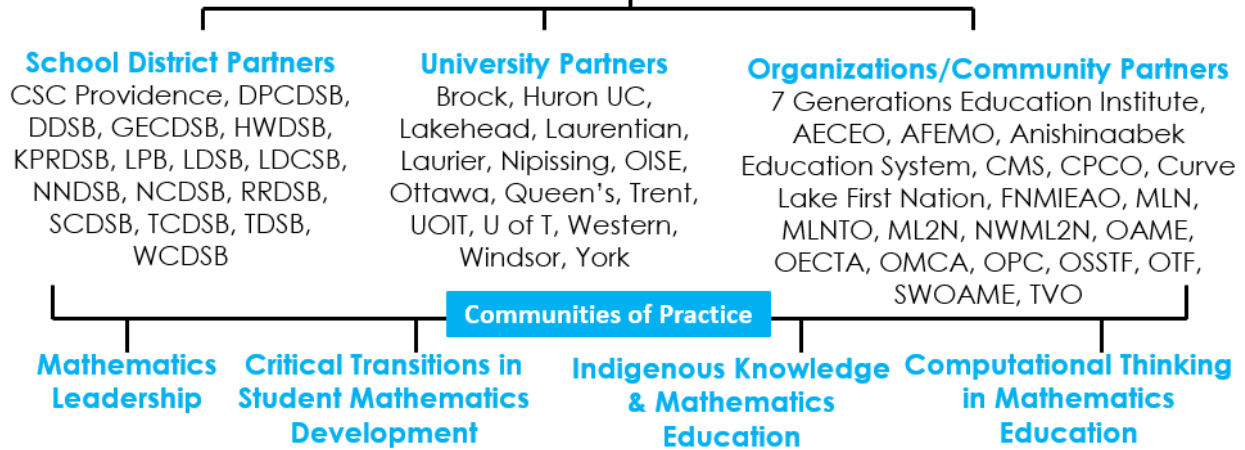 School District Partners
CSC Providence, DPCDSB,
DDSB, GECDSB, HWDSB,
KPRDSB, LPB, LDSB, LDCSB,
NNDSB, NCDSB, RRDSB,
SCDSB, TCDSB, TDSB,
WCDSB
University Partners
Brock, Huron UC,
Lakehead, Laurentian,
Laurier, Nipissing, OISE,
Ottawa, Queen's, Trent,
UOIT, U of T, Western,
Windsor, York
Organizations/Community Partners
7 Generations Education Institute,
AECEO, AFEMO, Anishinaabek
Education System, CMS, CPCO, Curve
Lake First Nation, FNMIEAO, MLN,
MLNTO, ML2N, NWML2N, OAME,
OECTA, OMCA, OPC, OSSTF, OTF,
SWOAME, TVO
Communities of Practice
Mathematics
Leadership
Critical Transitions in
Student Mathematics
Development
Indigenous Knowledge
& Mathematics
Education
Computational Thinking
in Mathematics
Education